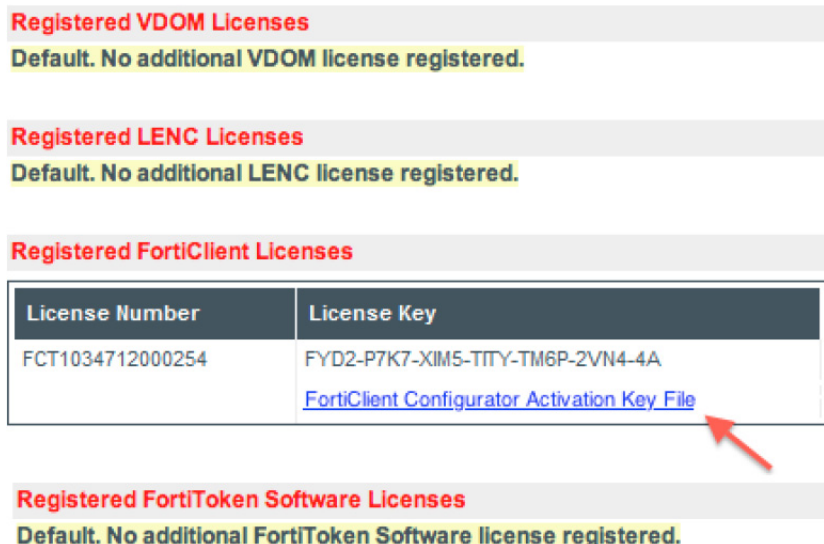 Registered VDOM Licenses
Default. No additional VDOM license registered.
Registered LENC Licenses
Default. No additional LENC license registered.
Registered FortiClient Licenses
License Number License Key
FCT1034712000254 FYD2-P7K7-XIM5-TITY-TM6P-2VN4-4A
FortiClient Configurator Activation Key File
Registered FortiToken Software Licenses
Default. No additional FortiToken Software license registered.